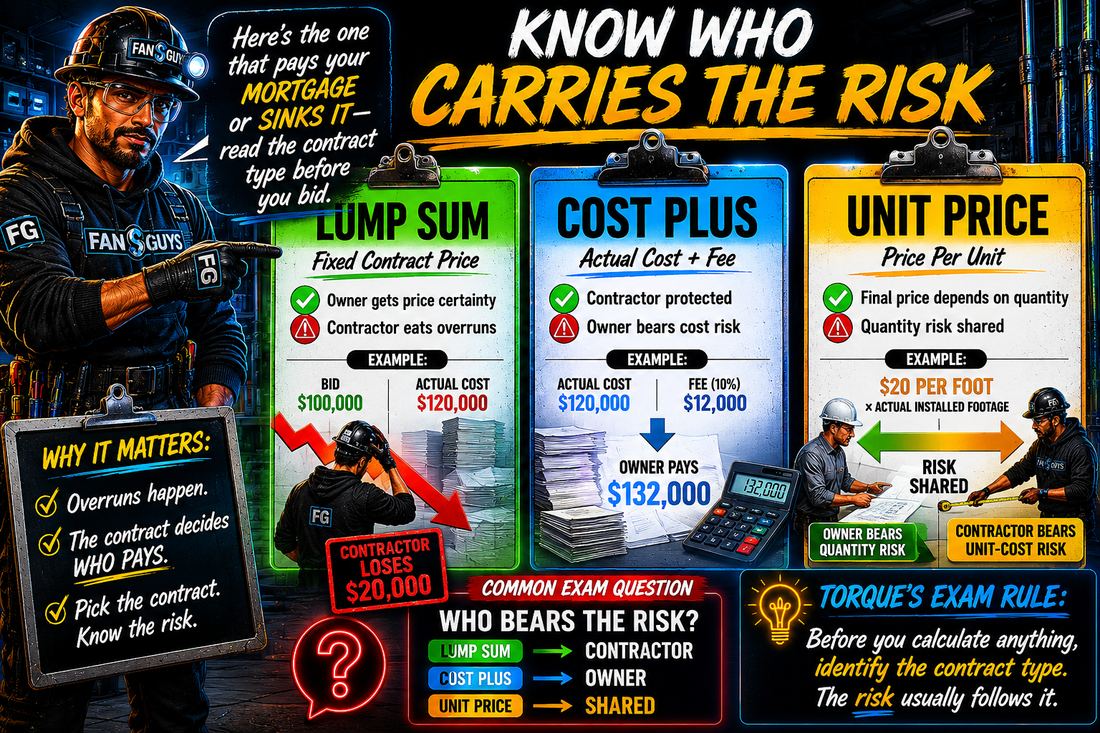 FAN$GUYS
Here's the one
that pays your
MORTGAGE
or SINKS IT—
read the contract
type before
you bid.
KNOW WHO
CARRIES THE RISK
FG
FAN$GUYS
FG
LUMP SUM
Fixed Contract Price
Owner gets price certainty
Contractor eats overruns
EXAMPLE:
BID
$100,000
ACTUAL COST
$120,000
FG
CONTRACTOR
LOSES
$20,000
COST PLUS
Actual Cost + Fee
Contractor protected
Owner bears cost risk
EXAMPLE:
ACTUAL COST
$120,000
FEE (10%)
$12,000
OWNER PAYS
$132,000
132,000
UNIT PRICE
Price Per Unit
Final price depends on quantity
Quantity risk shared
EXAMPLE:
$20 PER FOOT
× ACTUAL INSTALLED FOOTAGE
RISK
SHARED
OWNER BEARS
QUANTITY RISK
CONTRACTOR BEARS
UNIT-COST RISK
WHY IT MATTERS:
Overruns happen.
The contract decides
WHO PAYS.
Pick the contract.
Know the risk.
?
COMMON EXAM QUESTION
WHO BEARS THE RISK?
LUMP SUM → CONTRACTOR
COST PLUS → OWNER
UNIT PRICE → SHARED
TORQUE'S EXAM RULE:
Before you calculate anything,
identify the contract type.
The risk usually follows it.